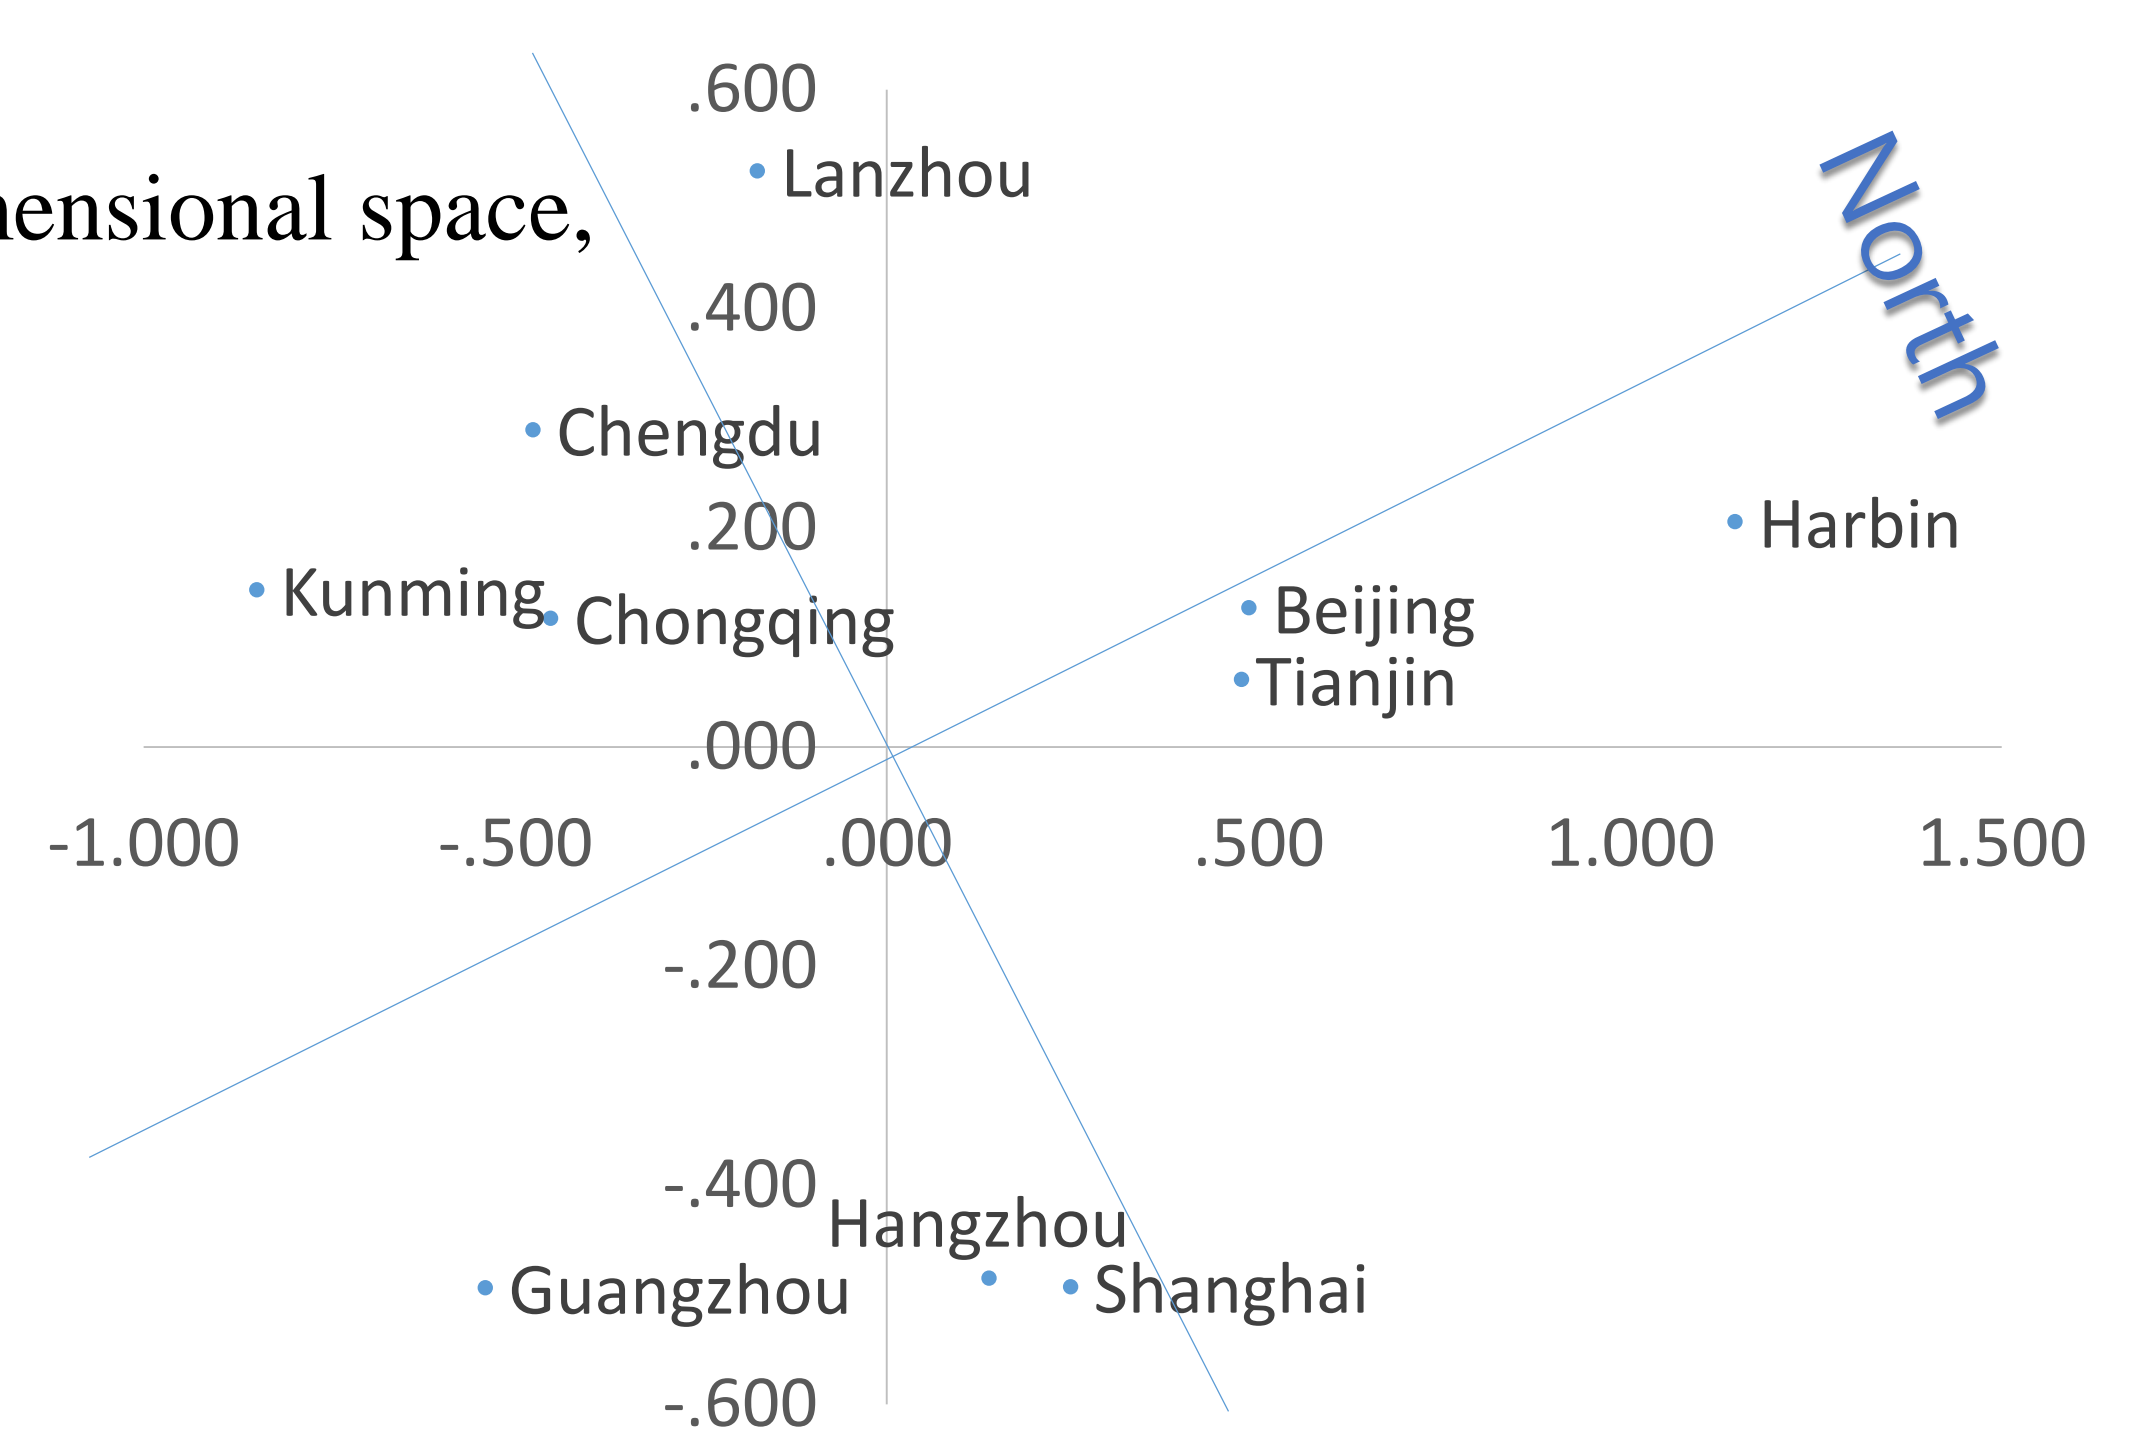 .600
Lanzhou
North
ensional space,
.400
Chengdu
.200
Harbin
Kunming
Chongqing
Beijing
Tianjin
.000
-1.000 -.500 .000 .500 1.000 1.500
-.200
-.400
Hangzhou
Guangzhou
Shanghai
-.600